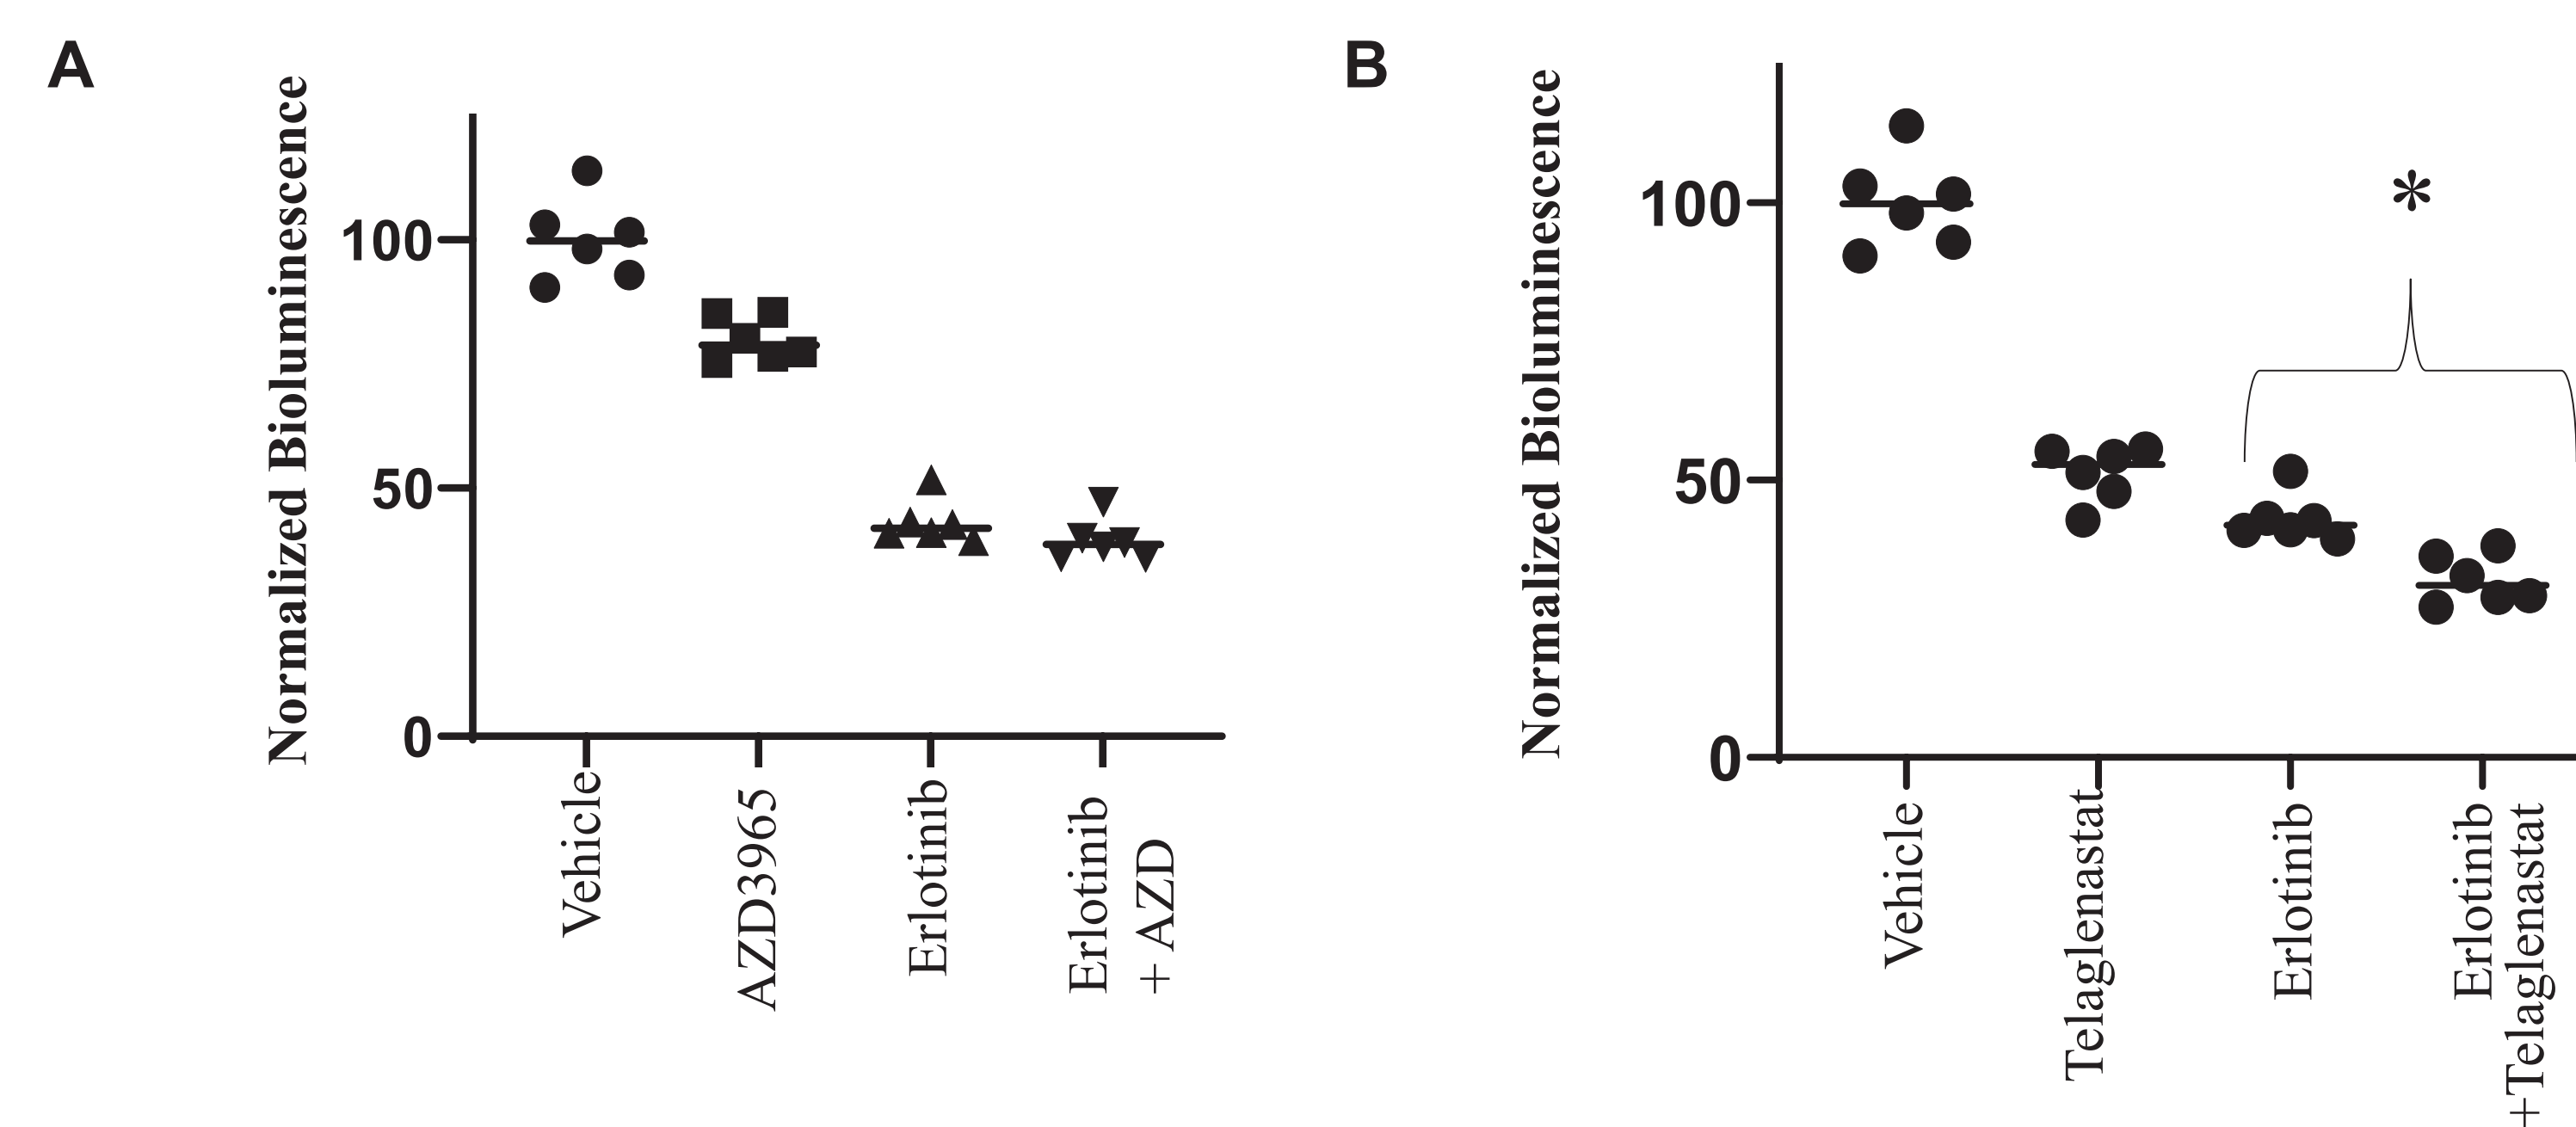 A
Normalized Bioluminescence
100
50
0
Vehicle
AZD3965
Erlotinib
Erlotinib
+ AZD
B
Normalized Bioluminescence
100
50
0
*
Vehicle
Telaglenastat
Erlotinib
Erlotinib
+Telaglenastat